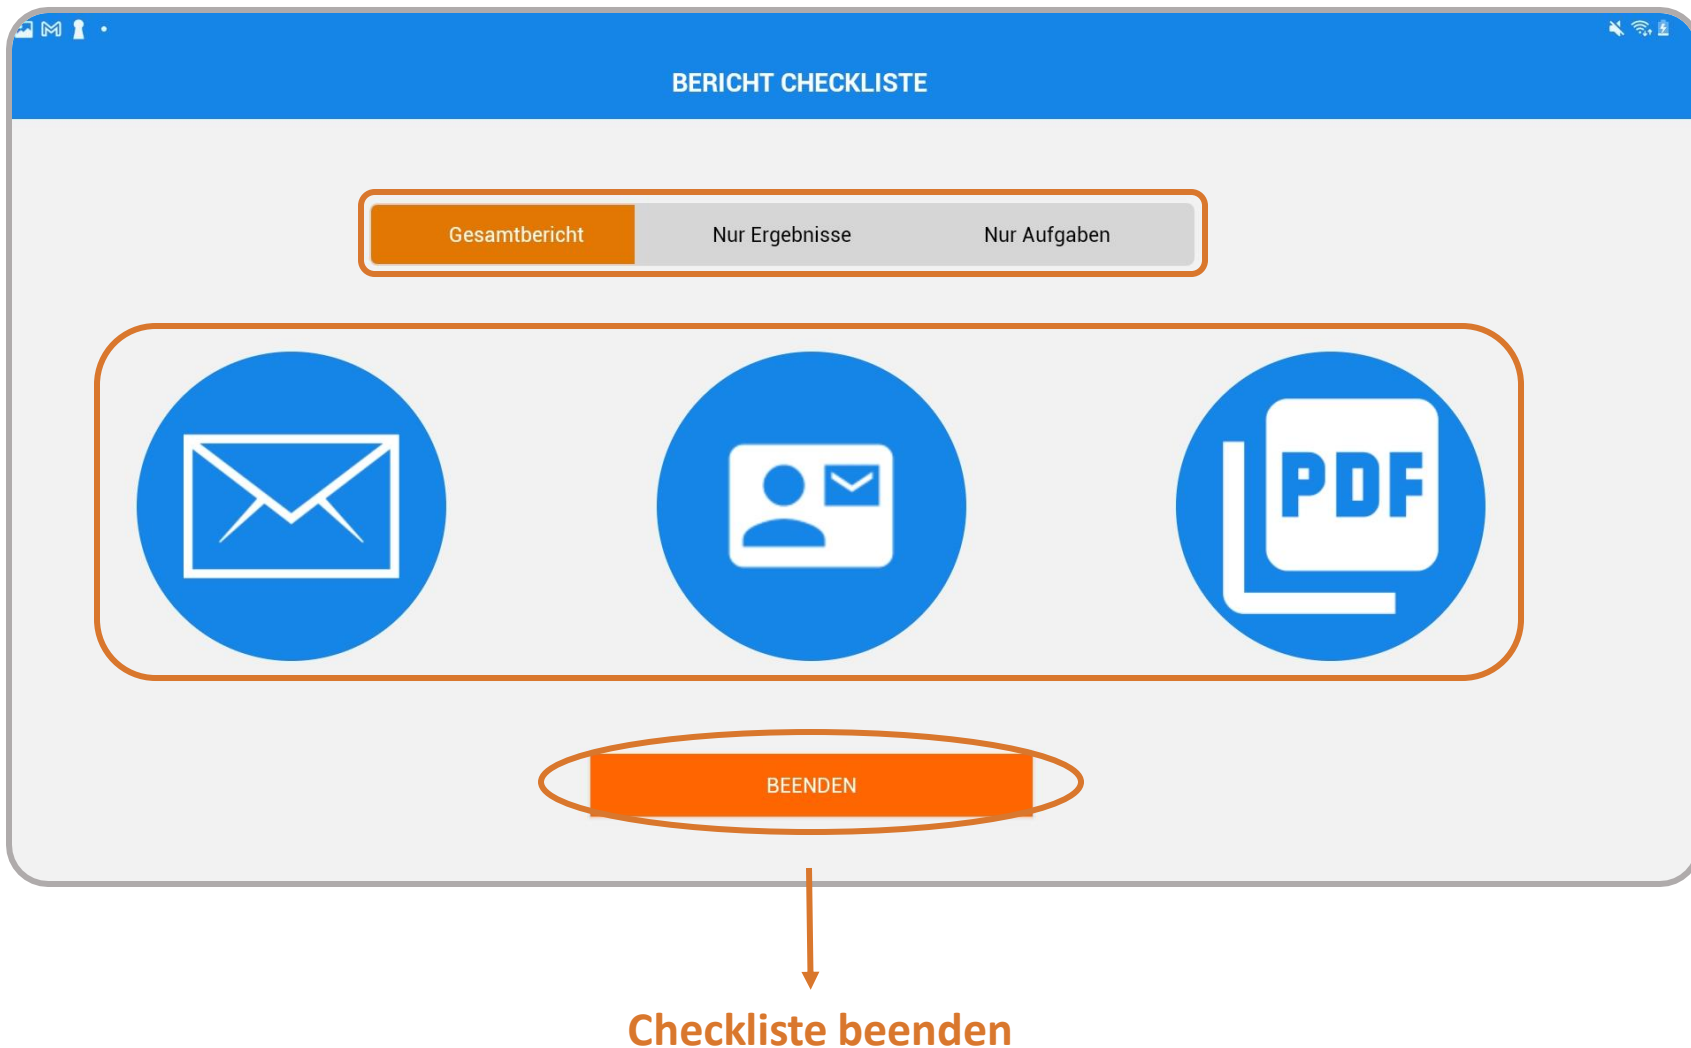 BERICHT CHECKLISTE
Gesamtbericht Nur Ergebnisse Nur Aufgaben
PDF
BEENDEN
Checkliste beenden